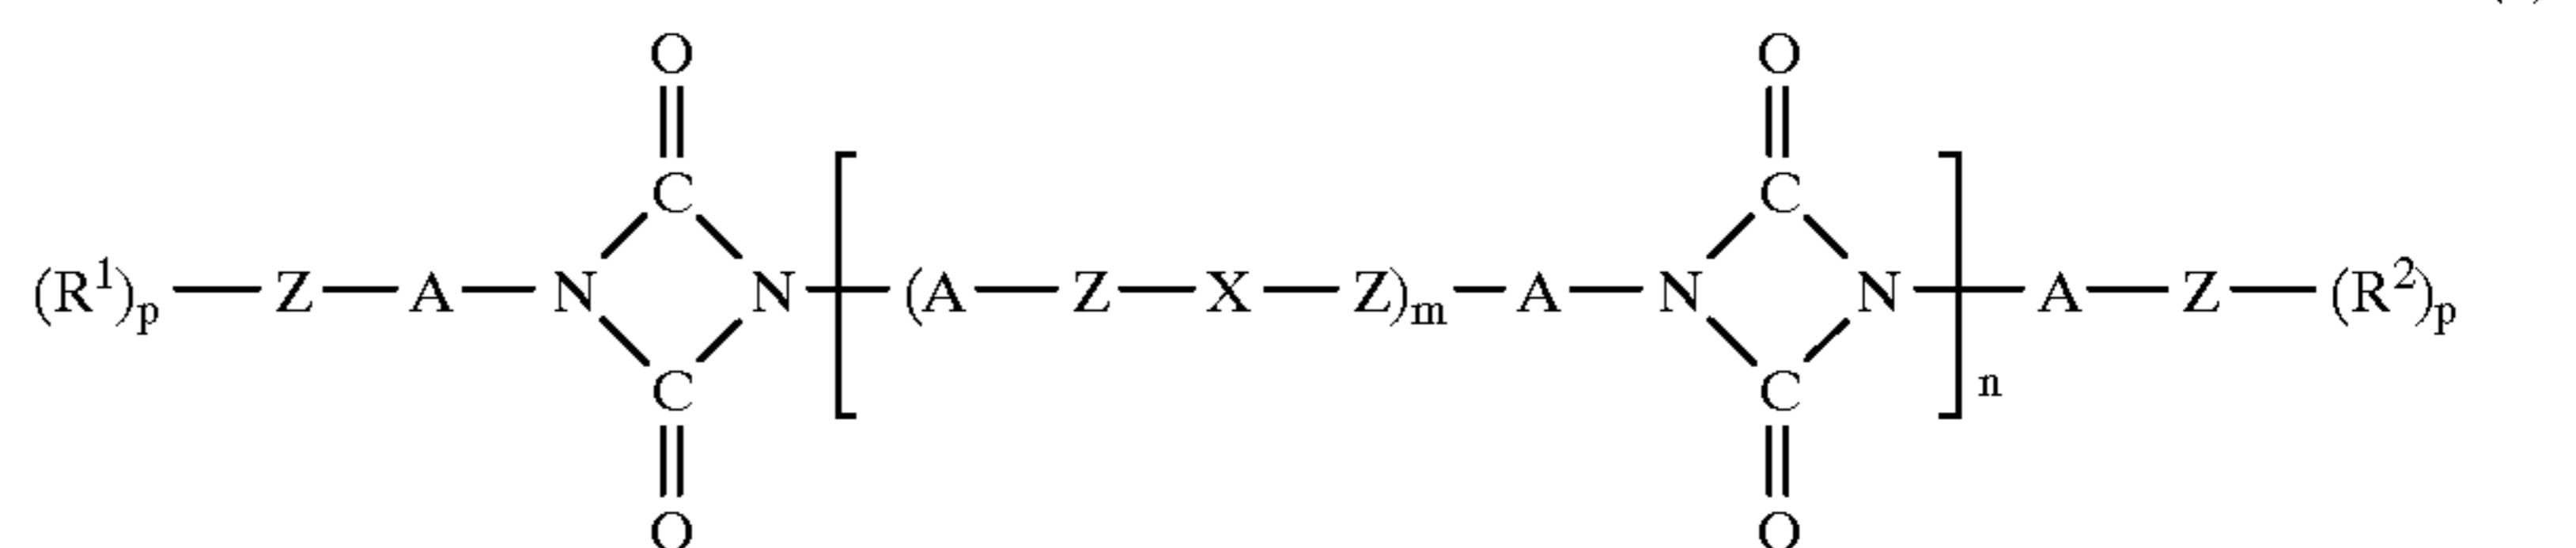 O O
C C
(R¹)ₚ—Z—A—N N—[—(A—Z—X—Z)ₘ—A—N N—]ₙ—A—Z—(R²)ₚ
C C
O O